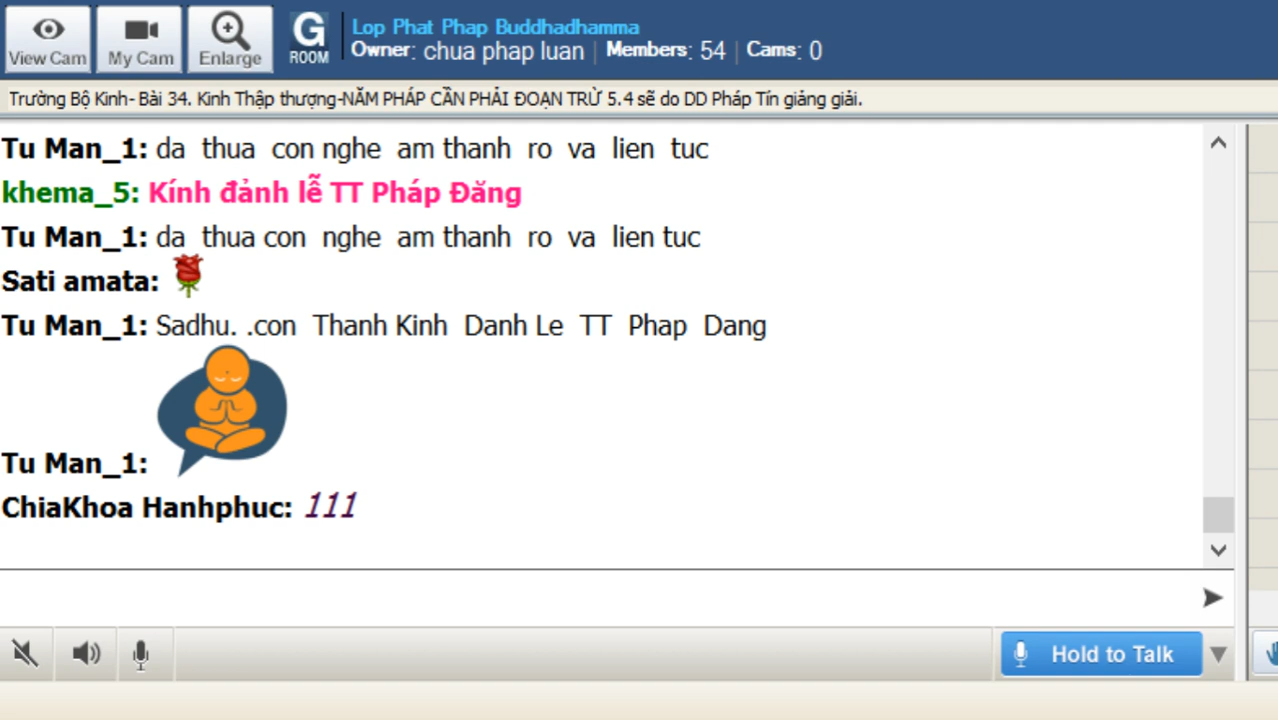 Lop Phat Phap Buddhadhamma
View Cam My Cam Enlarge G ROOM Owner: chua phap luan | Members: 54 | Cams: 0
Trường Bộ Kinh- Bài 34. Kinh Thập thượng-NĂM PHÁP CẦN PHẢI ĐOẠN TRỪ 5.4 sẽ do DD Pháp Tín giảng giải.
Tu Man_1: da thua con nghe am thanh ro va lien tuc
khema_5: Kính đảnh lễ TT Pháp Đăng
Tu Man_1: da thua con nghe am thanh ro va lien tuc
Sati amata:
Tu Man_1: Sadhu. .con Thanh Kinh Danh Le TT Phap Dang
Tu Man_1:
ChiaKhoa Hanhphuc: 111
Hold to Talk